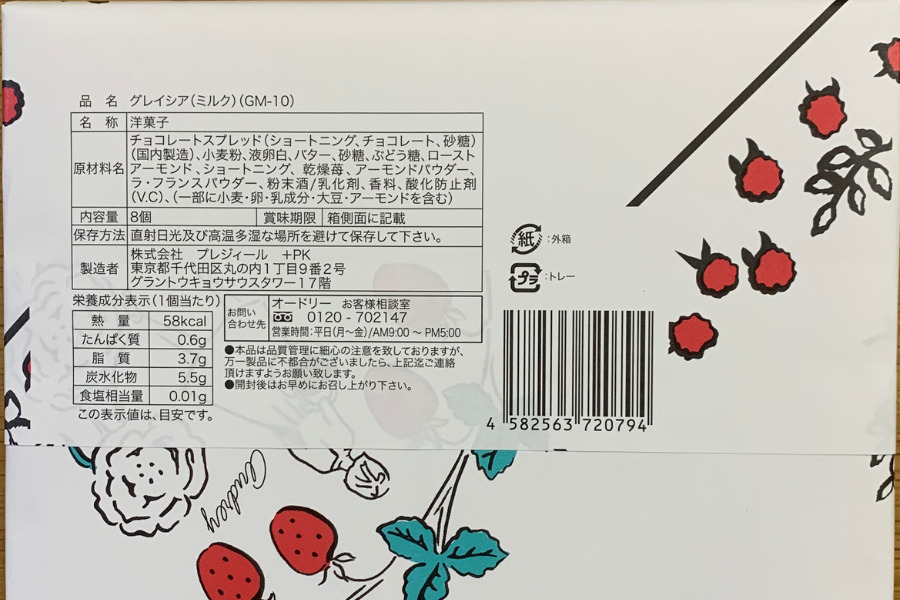 品 名 グレイシア(ミルク)(GM-10)
名 称 洋菓子
原材料名 チョコレートスプレッド(ショートニング、チョコレート、砂糖)
(国内製造)、小麦粉、液卵白、バター、砂糖、ぶどう糖、ロースト
アーモンド、ショートニング、乾燥苺、アーモンドパウダー、
ラ・フランスパウダー、粉末酒/乳化剤、香料、酸化防止剤
(V.C)、(一部に小麦・卵・乳成分・大豆・アーモンドを含む)
内容量 8個 賞味期限 箱側面に記載
保存方法 直射日光及び高温多湿な場所を避けて保存して下さい。
製造者 株式会社 プレジィール +PK
東京都千代田区丸の内1丁目9番2号
グラントウキョウサウスタワー17階
栄養成分表示(1個当たり)
熱 量 58kcal
たんぱく質 0.6g
脂 質 3.7g
炭水化物 5.5g
食塩相当量 0.01g
この表示値は、目安です。
お問い
合わせ先
オードリー お客様相談室
0120-702147
営業時間:平日(月~金)/AM9:00 ~ PM5:00
●本品は品質管理に細心の注意を致しておりますが、
万一製品に不都合がございましたら、上記迄ご連絡
頂けますようお願い致します。
●開封後はお早めにお召し上がり下さい。
紙:外箱
プラ:トレー
4 582563 720794
Audrey